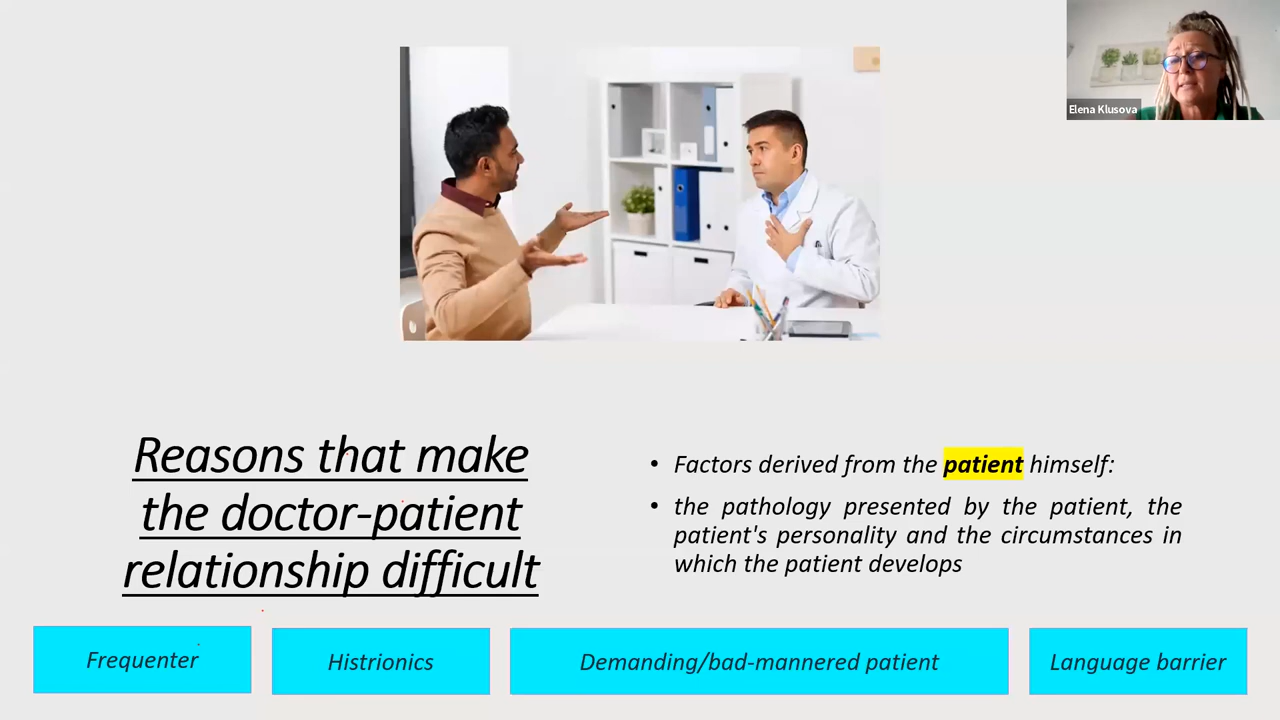 Elena Klusova
Reasons that make
the doctor-patient
relationship difficult
• Factors derived from the patient himself:
• the pathology presented by the patient, the
patient's personality and the circumstances in
which the patient develops
Frequenter
Histrionics
Demanding/bad-mannered patient
Language barrier